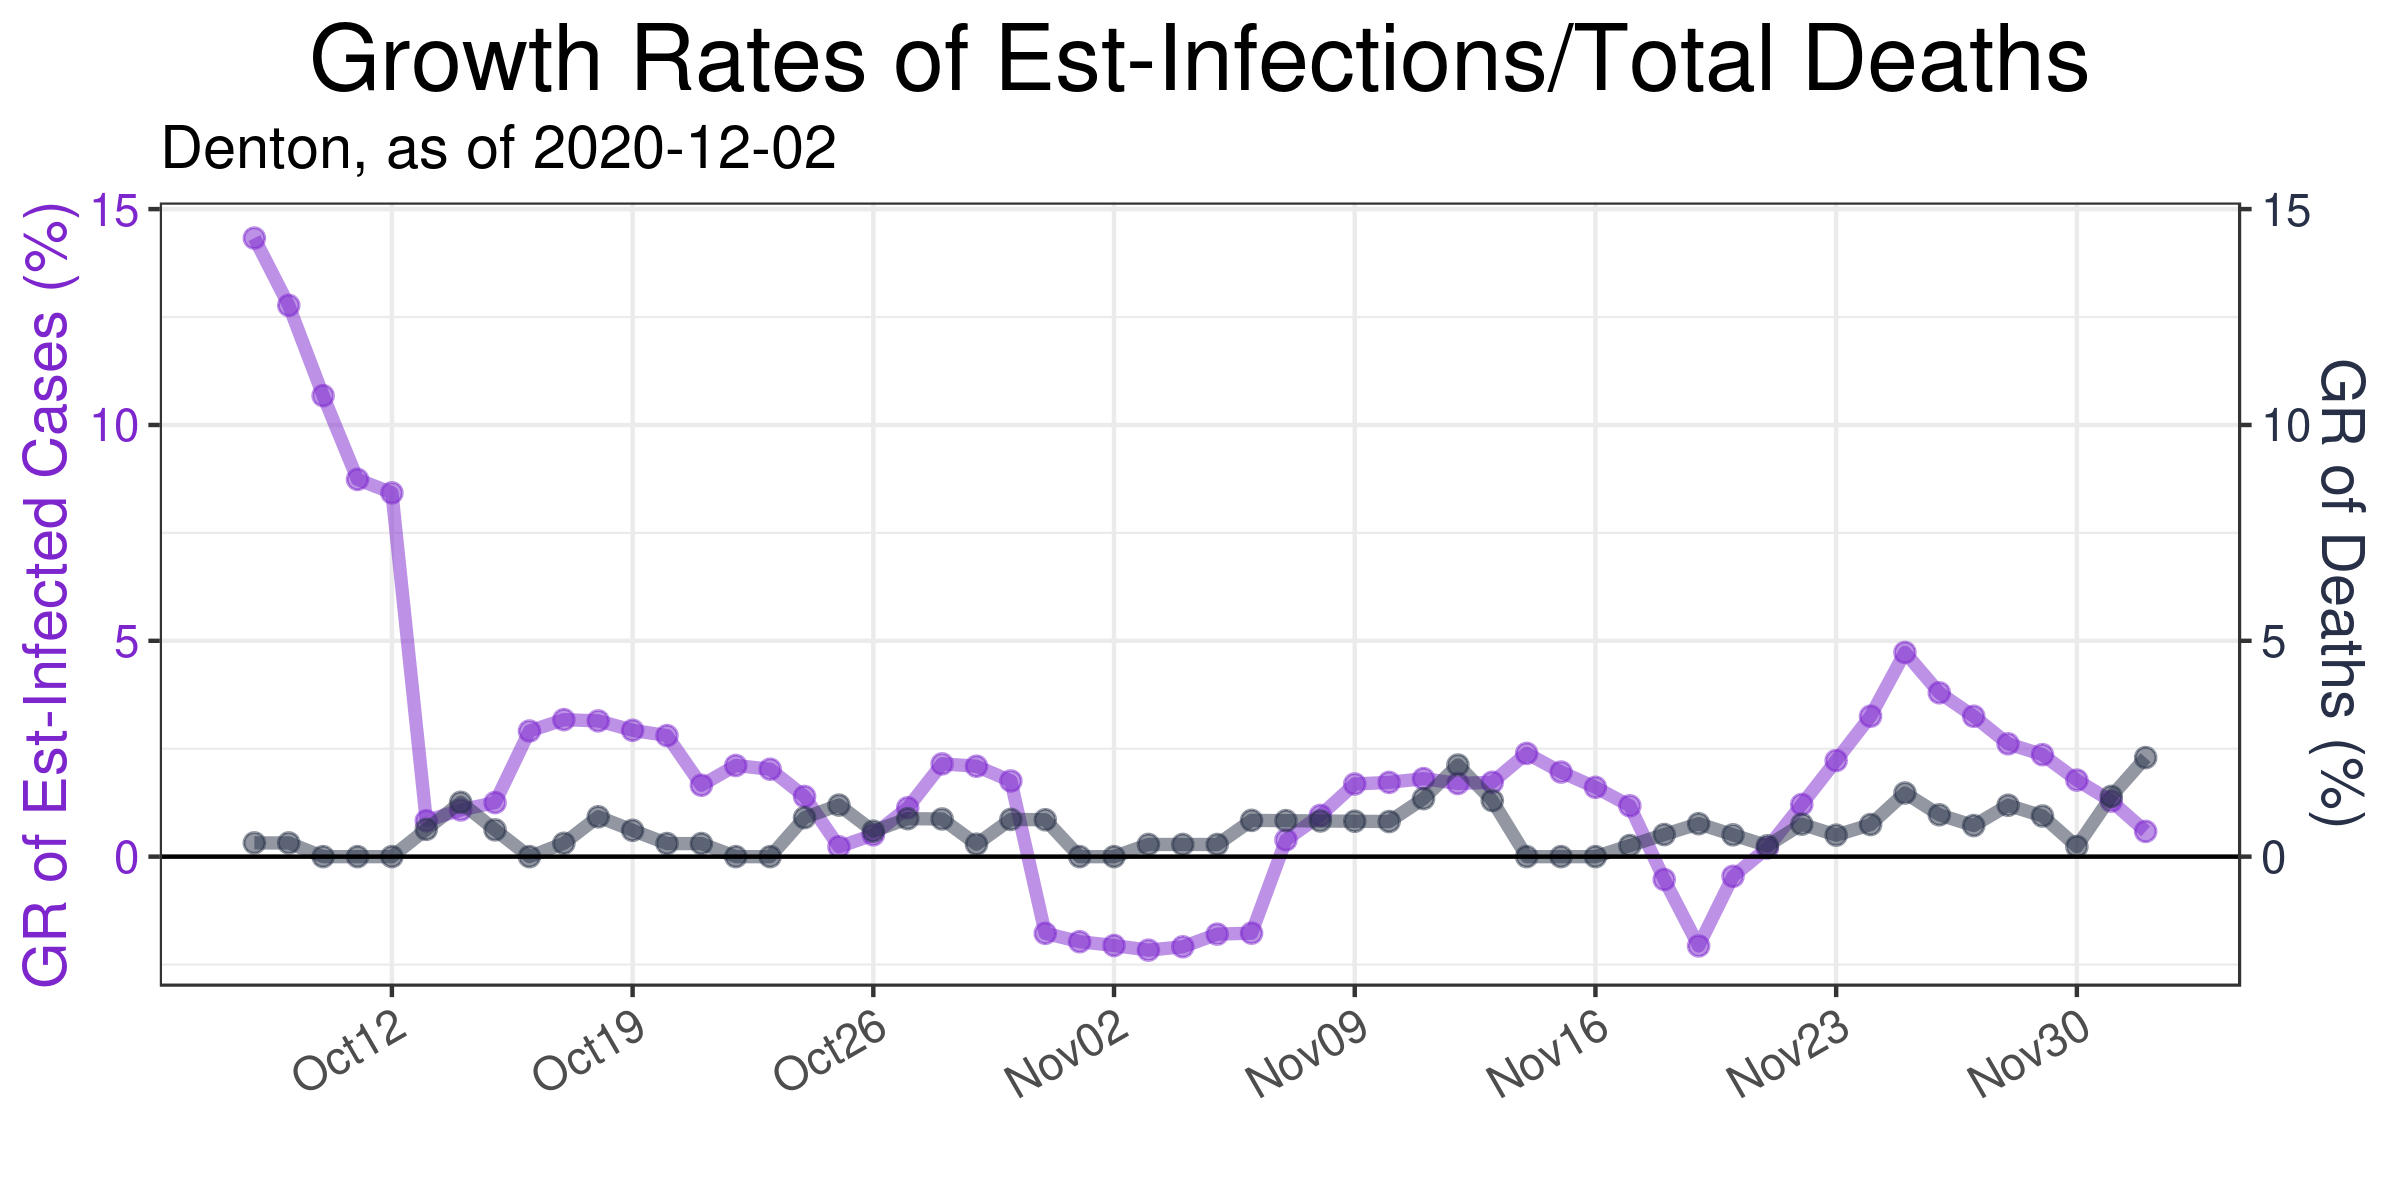 Growth Rates of Est-Infections/Total Deaths
Denton, as of 2020-12-02
GR of Est-Infected Cases (%)
15
10
5
0
15
10
5
0
GR of Deaths (%)
Oct12
Oct19
Oct26
Nov02
Nov09
Nov16
Nov23
Nov30